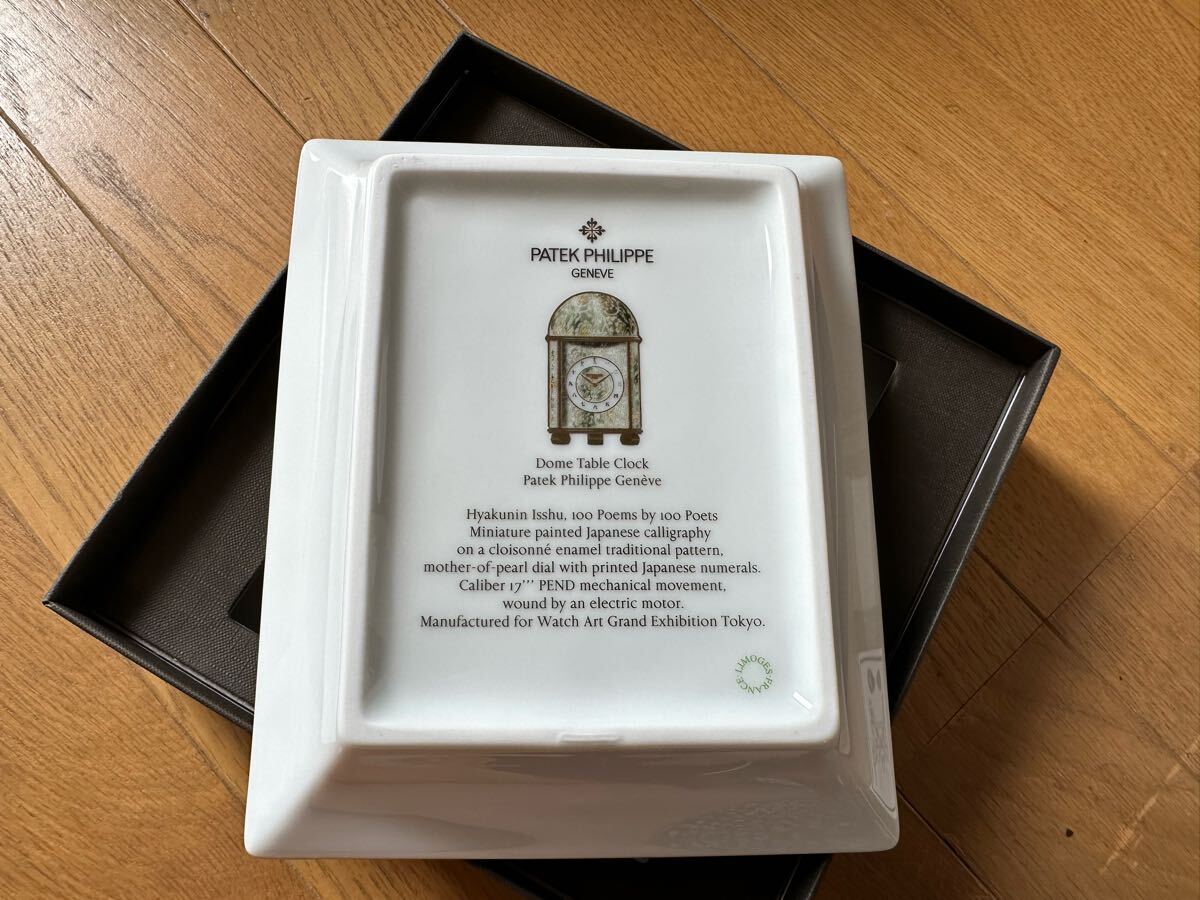 PATEK PHILIPPE
GENEVE
Dome Table Clock
Patek Philippe Genève
Hyakunin Isshu, 100 Poems by 100 Poets
Miniature painted Japanese calligraphy
on a cloisonné enamel traditional pattern,
mother-of-pearl dial with printed Japanese numerals.
Caliber 17''' PEND mechanical movement,
wound by an electric motor.
Manufactured for Watch Art Grand Exhibition Tokyo.
LIMOGES FRANCE